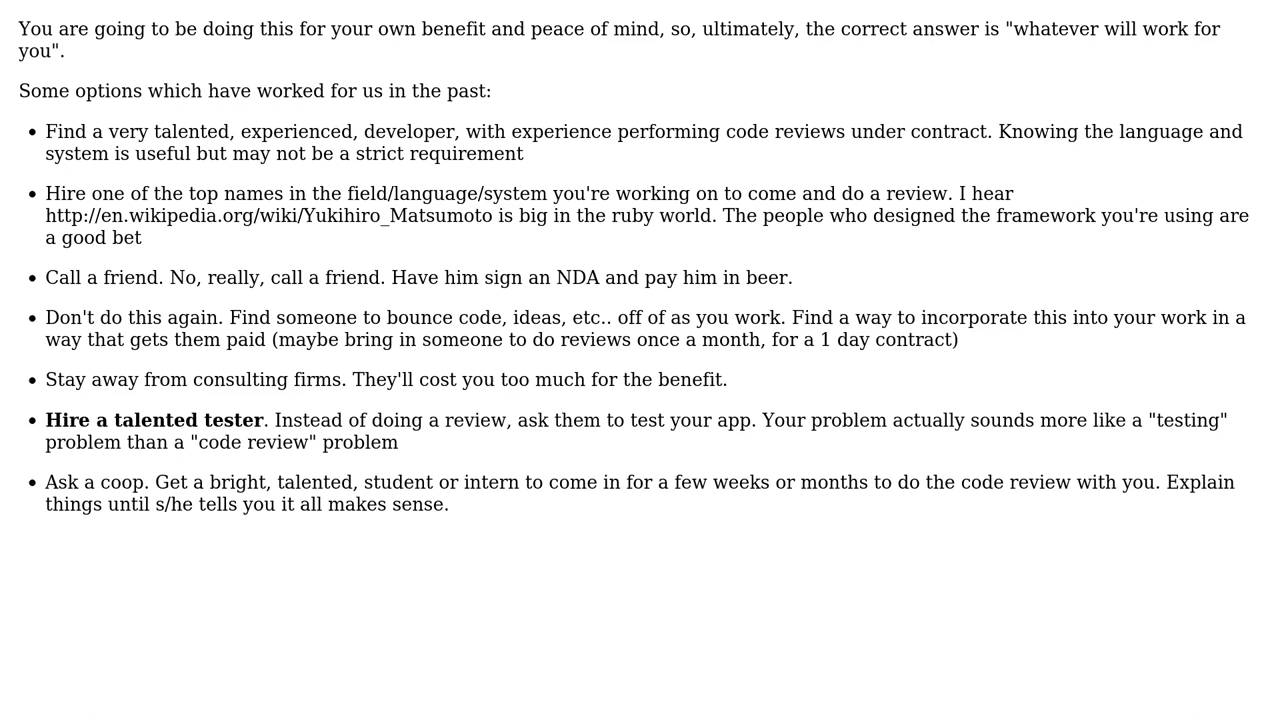 You are going to be doing this for your own benefit and peace of mind, so, ultimately, the correct answer is "whatever will work for
you".
Some options which have worked for us in the past:
• Find a very talented, experienced, developer, with experience performing code reviews under contract. Knowing the language and
system is useful but may not be a strict requirement
• Hire one of the top names in the field/language/system you're working on to come and do a review. I hear
http://en.wikipedia.org/wiki/Yukihiro_Matsumoto is big in the ruby world. The people who designed the framework you're using are
a good bet
• Call a friend. No, really, call a friend. Have him sign an NDA and pay him in beer.
• Don't do this again. Find someone to bounce code, ideas, etc.. off of as you work. Find a way to incorporate this into your work in a
way that gets them paid (maybe bring in someone to do reviews once a month, for a 1 day contract)
• Stay away from consulting firms. They'll cost you too much for the benefit.
• Hire a talented tester. Instead of doing a review, ask them to test your app. Your problem actually sounds more like a "testing"
problem than a "code review" problem
• Ask a coop. Get a bright, talented, student or intern to come in for a few weeks or months to do the code review with you. Explain
things until s/he tells you it all makes sense.